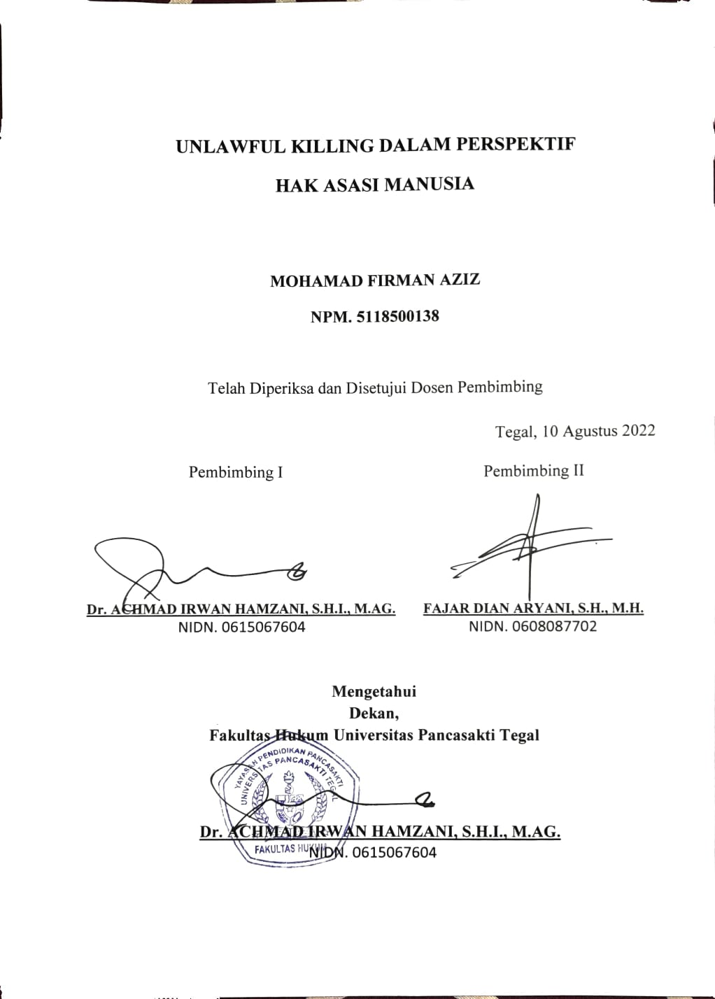 UNLAWFUL KILLING DALAM PERSPEKTIF
HAK ASASI MANUSIA
MOHAMAD FIRMAN AZIZ
NPM. 5118500138
Telah Diperiksa dan Disetujui Dosen Pembimbing
Tegal, 10 Agustus 2022
Pembimbing I
Pembimbing II
Dr. ACHMAD IRWAN HAMZANI, S.H.I., M.AG.
NIDN. 0615067604
FAJAR DIAN ARYANI, S.H., M.H.
NIDN. 0608087702
Mengetahui
Dekan,
Fakultas Hukum Universitas Pancasakti Tegal
YAYASAN PENDIDIKAN PANCASAKTI
UNIVERSITAS PANCASAKTI TEGAL
Dr. ACHMAD IRWAN HAMZANI, S.H.I., M.AG.
FAKULTAS HUKUM
NIDN. 0615067604